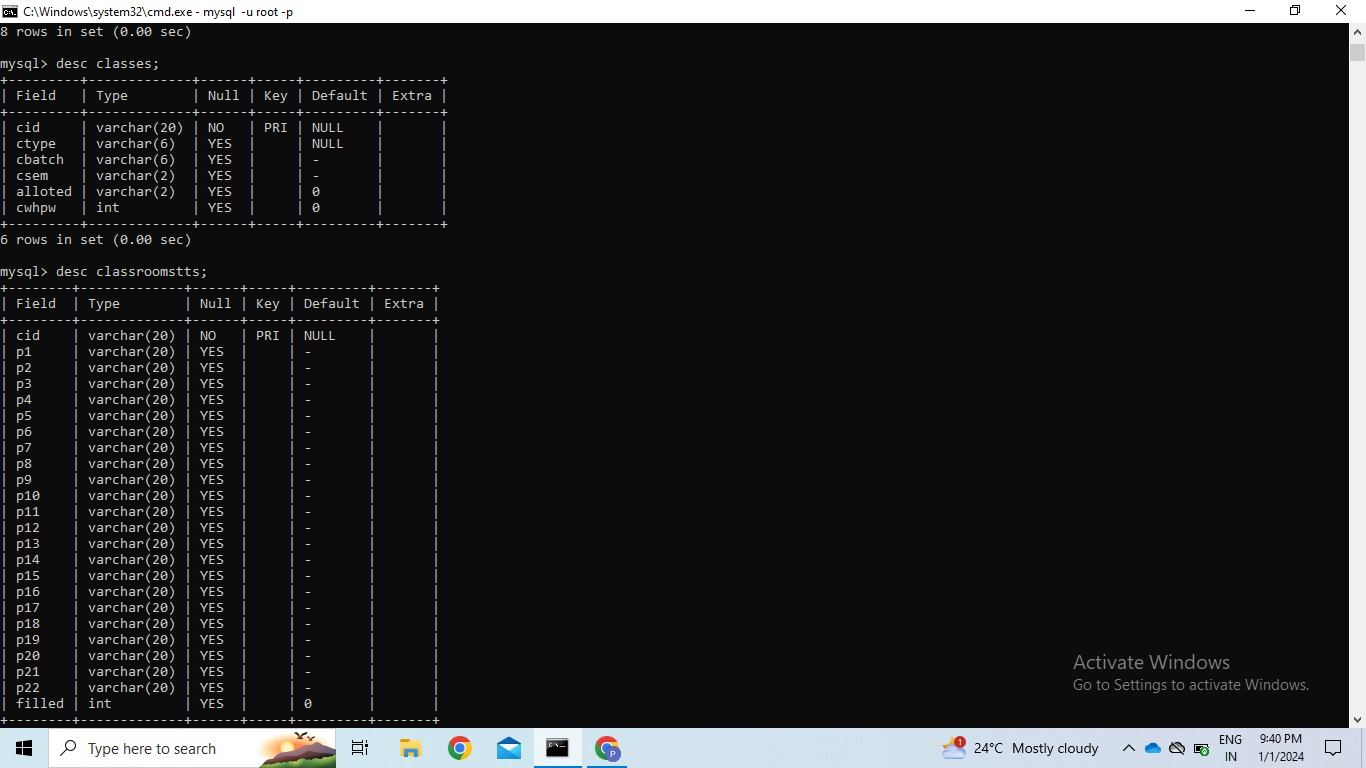 C:\Windows\system32\cmd.exe - mysql  -u root -p
8 rows in set (0.00 sec)

mysql> desc classes;
+---------+-------------+------+-----+---------+-------+
| Field   | Type        | Null | Key | Default | Extra |
+---------+-------------+------+-----+---------+-------+
| cid     | varchar(20) | NO   | PRI | NULL    |       |
| ctype   | varchar(6)  | YES  |     | NULL    |       |
| cbatch  | varchar(6)  | YES  |     | -       |       |
| csem    | varchar(2)  | YES  |     | -       |       |
| alloted | varchar(2)  | YES  |     | 0       |       |
| cwhpw   | int         | YES  |     | 0       |       |
+---------+-------------+------+-----+---------+-------+
6 rows in set (0.00 sec)

mysql> desc classroomstts;
+--------+-------------+------+-----+---------+-------+
| Field  | Type        | Null | Key | Default | Extra |
+--------+-------------+------+-----+---------+-------+
| cid    | varchar(20) | NO   | PRI | NULL    |       |
| p1     | varchar(20) | YES  |     | -       |       |
| p2     | varchar(20) | YES  |     | -       |       |
| p3     | varchar(20) | YES  |     | -       |       |
| p4     | varchar(20) | YES  |     | -       |       |
| p5     | varchar(20) | YES  |     | -       |       |
| p6     | varchar(20) | YES  |     | -       |       |
| p7     | varchar(20) | YES  |     | -       |       |
| p8     | varchar(20) | YES  |     | -       |       |
| p9     | varchar(20) | YES  |     | -       |       |
| p10    | varchar(20) | YES  |     | -       |       |
| p11    | varchar(20) | YES  |     | -       |       |
| p12    | varchar(20) | YES  |     | -       |       |
| p13    | varchar(20) | YES  |     | -       |       |
| p14    | varchar(20) | YES  |     | -       |       |
| p15    | varchar(20) | YES  |     | -       |       |
| p16    | varchar(20) | YES  |     | -       |       |
| p17    | varchar(20) | YES  |     | -       |       |
| p18    | varchar(20) | YES  |     | -       |       |
| p19    | varchar(20) | YES  |     | -       |       |
| p20    | varchar(20) | YES  |     | -       |       |
| p21    | varchar(20) | YES  |     | -       |       |
| p22    | varchar(20) | YES  |     | -       |       |
| filled | int         | YES  |     | 0       |       |
+--------+-------------+------+-----+---------+-------+
Activate Windows
Go to Settings to activate Windows.
Type here to search
P
1
24°C Mostly cloudy
ENG
IN
9:40 PM
1/1/2024